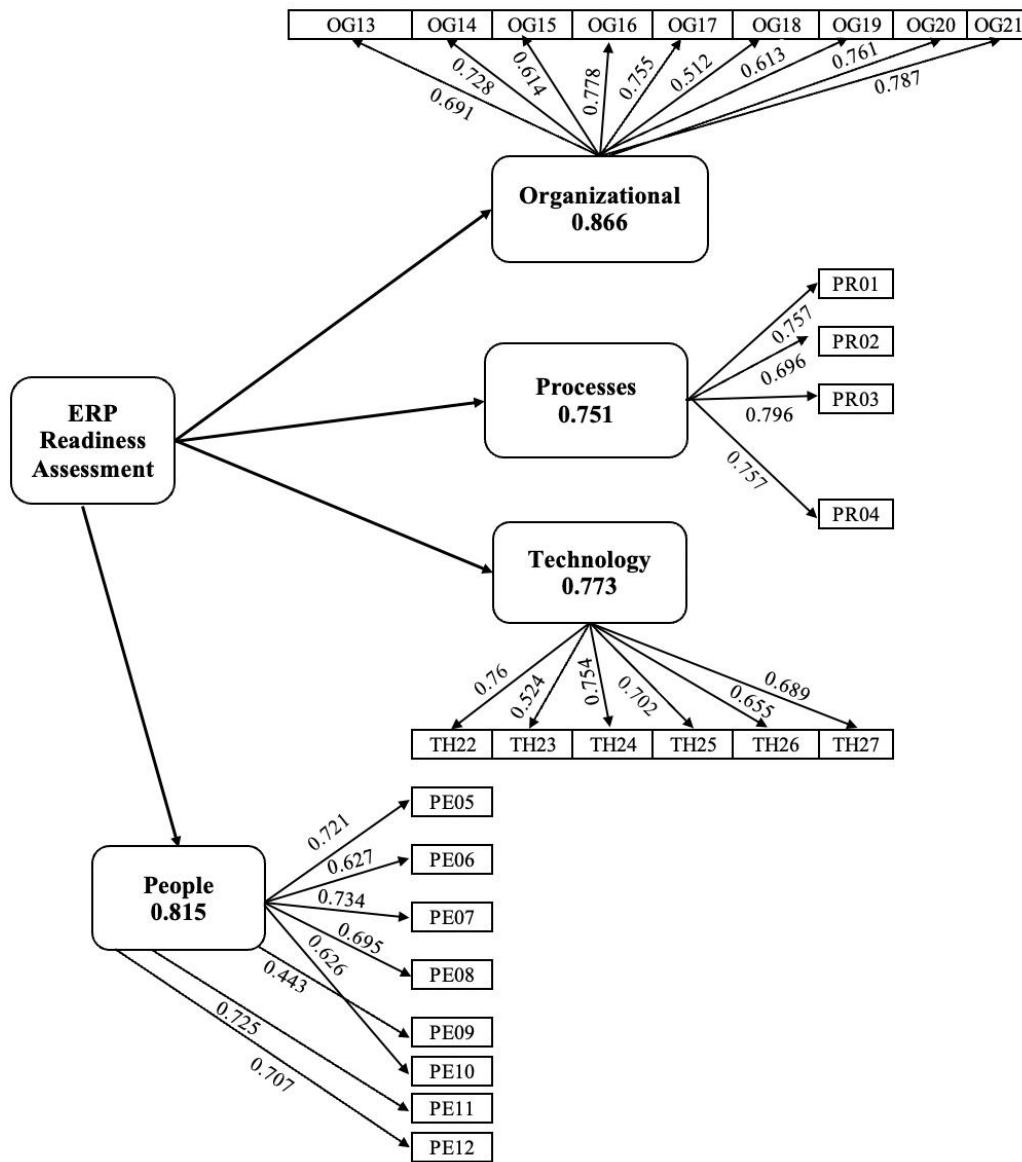 OG13 OG14 OG15 OG16 OG17 OG18 OG19 OG20 OG21
0.691
0.728
0.614
0.778
0.755
0.512
0.613
0.761
0.787
Organizational
0.866
PR01
0.757
PR02
0.696
PR03
0.796
PR04
0.757
Processes
0.751
ERP
Readiness
Assessment
Technology
0.773
0.76
0.524
0.754
0.702
0.655
0.689
TH22 TH23 TH24 TH25 TH26 TH27
People
0.815
0.721
PE05
0.627
PE06
0.734
PE07
0.695
PE08
0.626
0.443
PE09
PE10
0.725
PE11
0.707
PE12